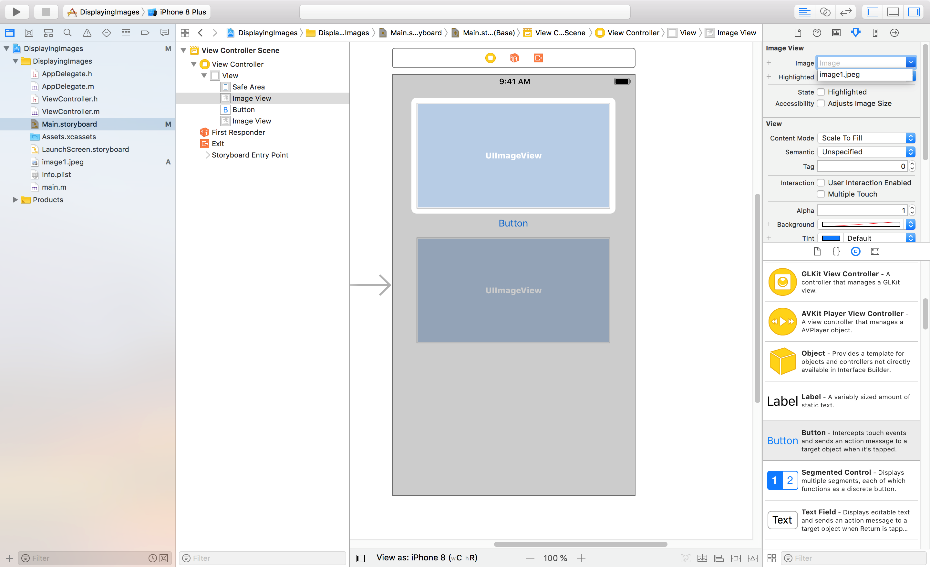 DisplayingImages
iPhone 8 Plus
DisplayingImages
Displa...Images
Main.s...yboard
Main.st...(Base)
View C...Scene
View Controller
View
Image View
DisplayingImages M
DisplayingImages
AppDelegate.h
AppDelegate.m
ViewController.h
ViewController.m
Main.storyboard M
Assets.xcassets
LaunchScreen.storyboard
image1.jpeg A
Info.plist
main.m
Products
Filter
View Controller Scene
View Controller
View
Safe Area
Image View
B Button
Image View
First Responder
Exit
Storyboard Entry Point
Filter
9:41 AM
UIImageView
Button
UIImageView
View as: iPhone 8 (wC hR)
100 %
Image View
Image Image
image1.jpeg
Highlighted
State Highlighted
Accessibility Adjusts Image Size
View
Content Mode Scale To Fill
Semantic Unspecified
Tag 0
Interaction User Interaction Enabled
Multiple Touch
Alpha 1
Background
Tint Default
GLKit View Controller - A
controller that manages a GLKit
view
AVKit Player View Controller -
A view controller that manages a
AVPlayer object.
Object - Provides a template for
objects and controllers not directly
available in Interface Builder.
Label
Label - A variably sized amount of
static text.
Button
Button - Intercepts touch events
and sends an action message to a
target object when it's tapped.
1 2
Segmented Control - Displays
multiple segments, each of which
functions as a discrete button.
Text
Text Field - Displays editable text
and sends an action message to a
target object when Return is tapp...
Filter